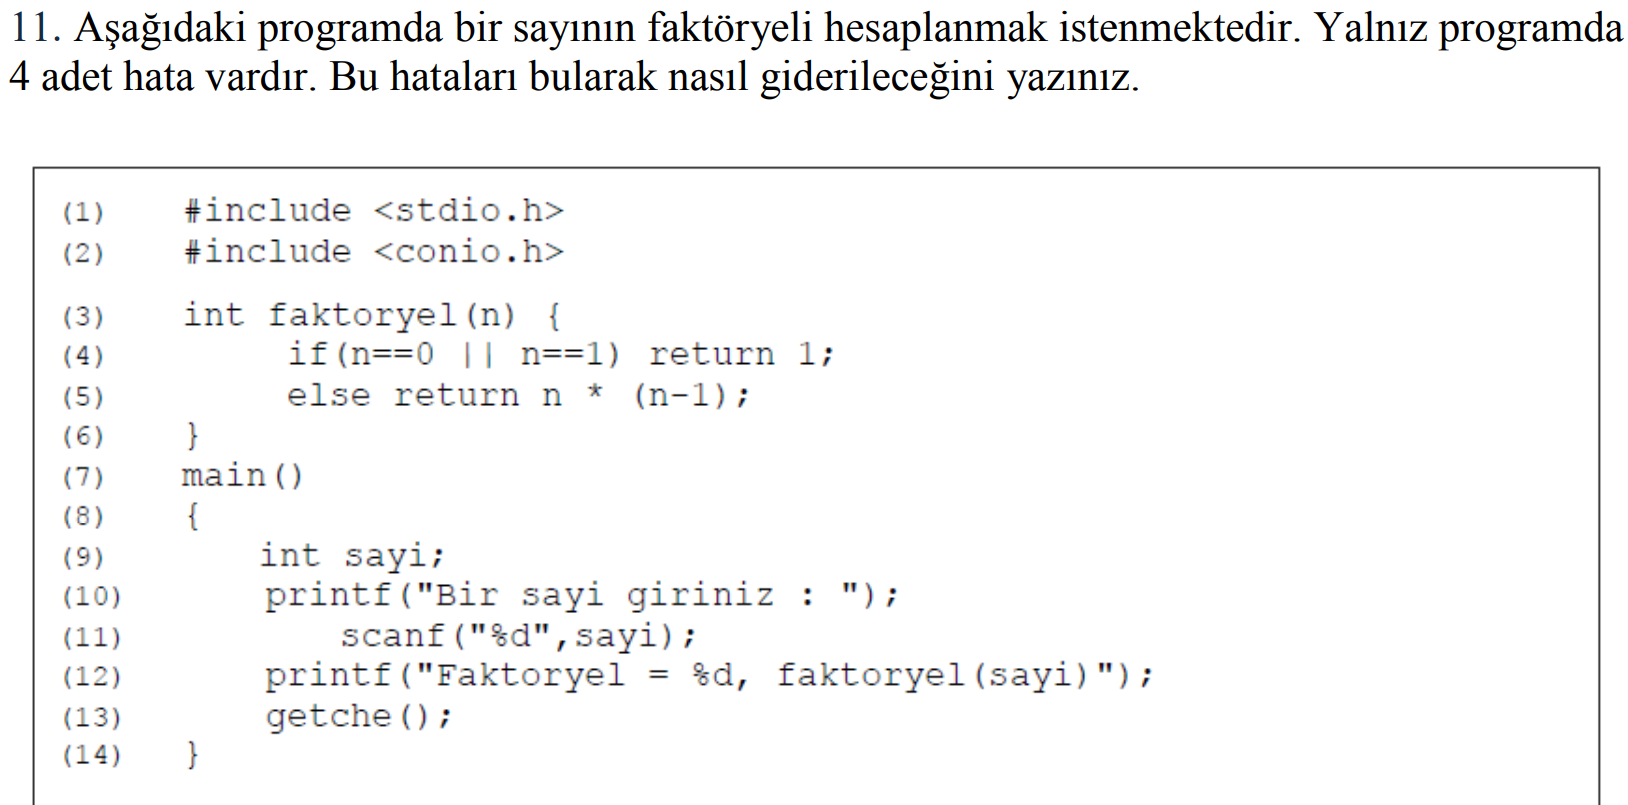 11. Aşağıdaki programda bir sayının faktöryeli hesaplanmak istenmektedir. Yalnız programda
4 adet hata vardır. Bu hataları bularak nasıl giderileceğini yazınız.
(1) #include <stdio.h>
(2) #include <conio.h>
(3) int faktoryel(n) {
(4) if(n==0 || n==1) return 1;
(5) else return n * (n-1);
(6) }
(7) main()
(8) {
(9) int sayi;
(10) printf("Bir sayi giriniz : ");
(11) scanf("%d",sayi);
(12) printf("Faktoryel = %d, faktoryel(sayi)");
(13) getche();
(14) }